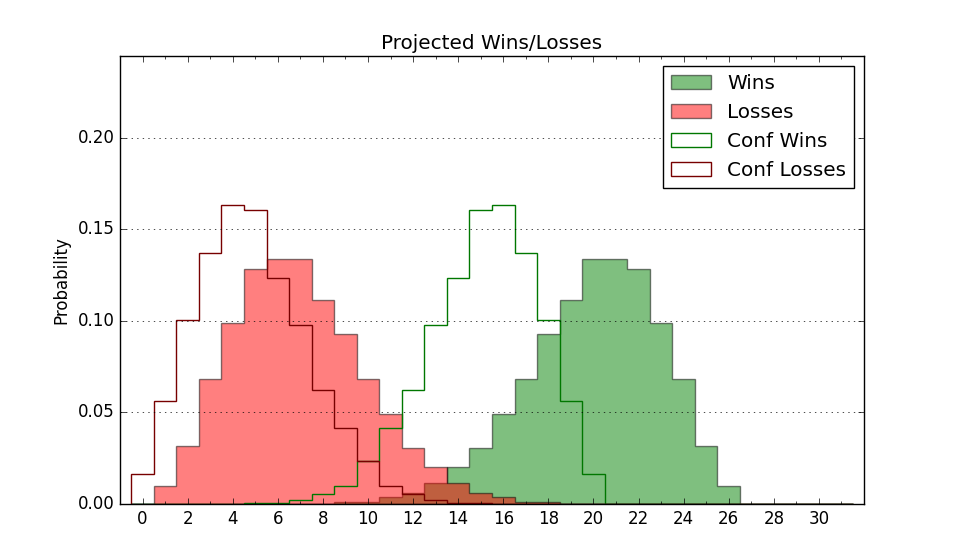 Projected Wins/Losses
Wins
Losses
Conf Wins
Conf Losses
Probability
0.20
0.15
0.10
0.05
0.00
0 2 4 6 8 10 12 14 16 18 20 22 24 26 28 30